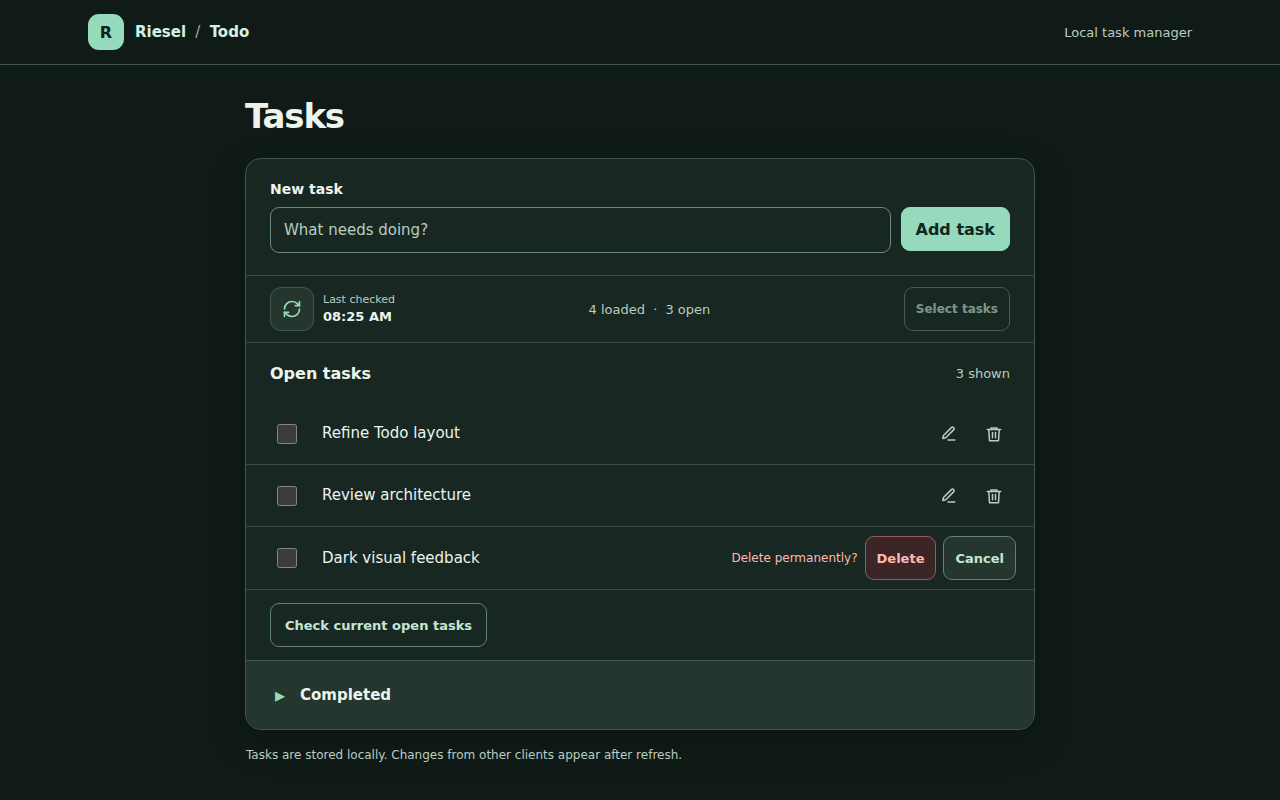 R Riesel / Todo
Local task manager
Tasks
New task
What needs doing?
Add task
Last checked
08:25 AM
4 loaded · 3 open
Select tasks
Open tasks
3 shown
Refine Todo layout
Review architecture
Dark visual feedback
Delete permanently?
Delete
Cancel
Check current open tasks
▶ Completed
Tasks are stored locally. Changes from other clients appear after refresh.